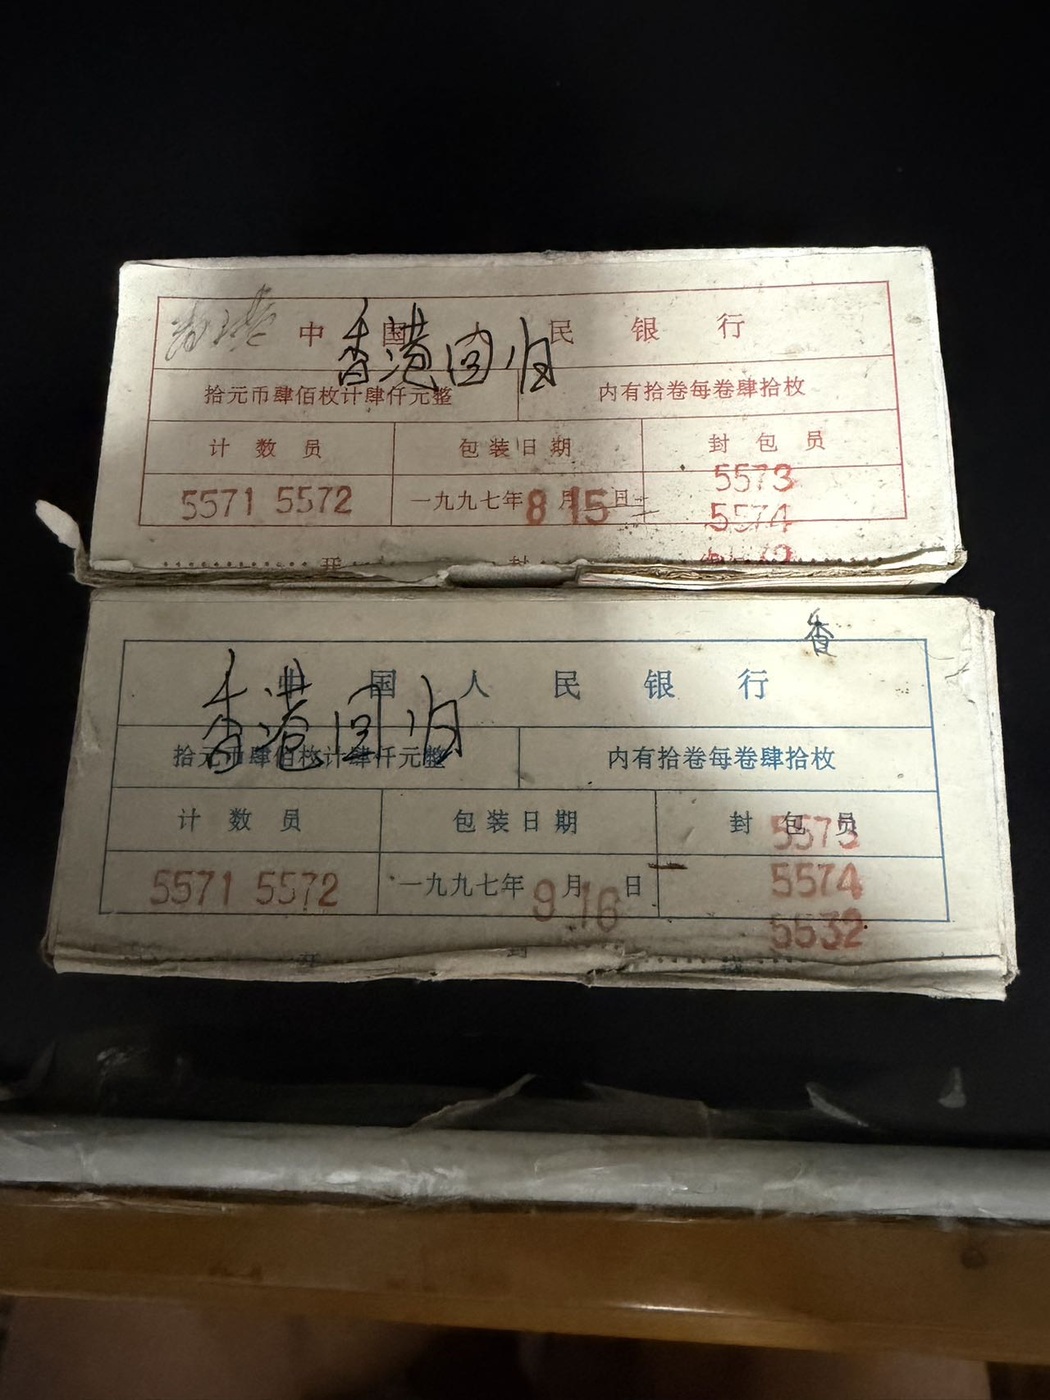 中国人民银行
香港回归
拾元币肆佰枚计肆仟元整 内有拾卷每卷肆拾枚
计数员 包装日期 封包员
5573
5571 5572 一九九七年8月15日
5574
开 封
香
中国人民银行
香港回归
拾元币肆佰枚计肆仟元整 内有拾卷每卷肆拾枚
计数员 包装日期 封包员
5573
5571 5572 一九九七年9月16日
5574
5532
开 封 线